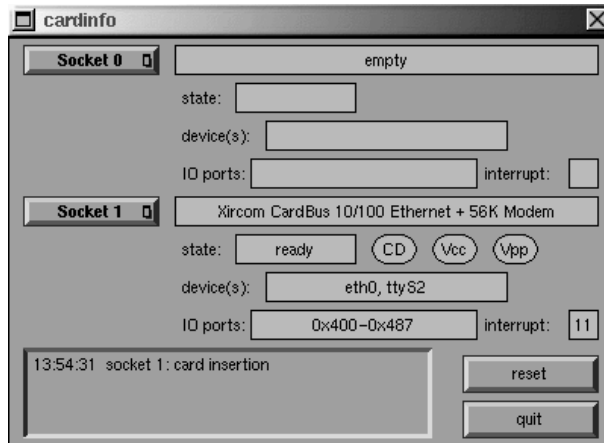 cardinfo
Socket 0 empty
state:
device(s):
IO ports: interrupt:
Socket 1 Xircom CardBus 10/100 Ethernet + 56K Modem
state: ready CD Vcc Vpp
device(s): eth0, ttyS2
IO ports: 0x400-0x487 interrupt: 11
13:54:31 socket 1: card insertion
reset
quit